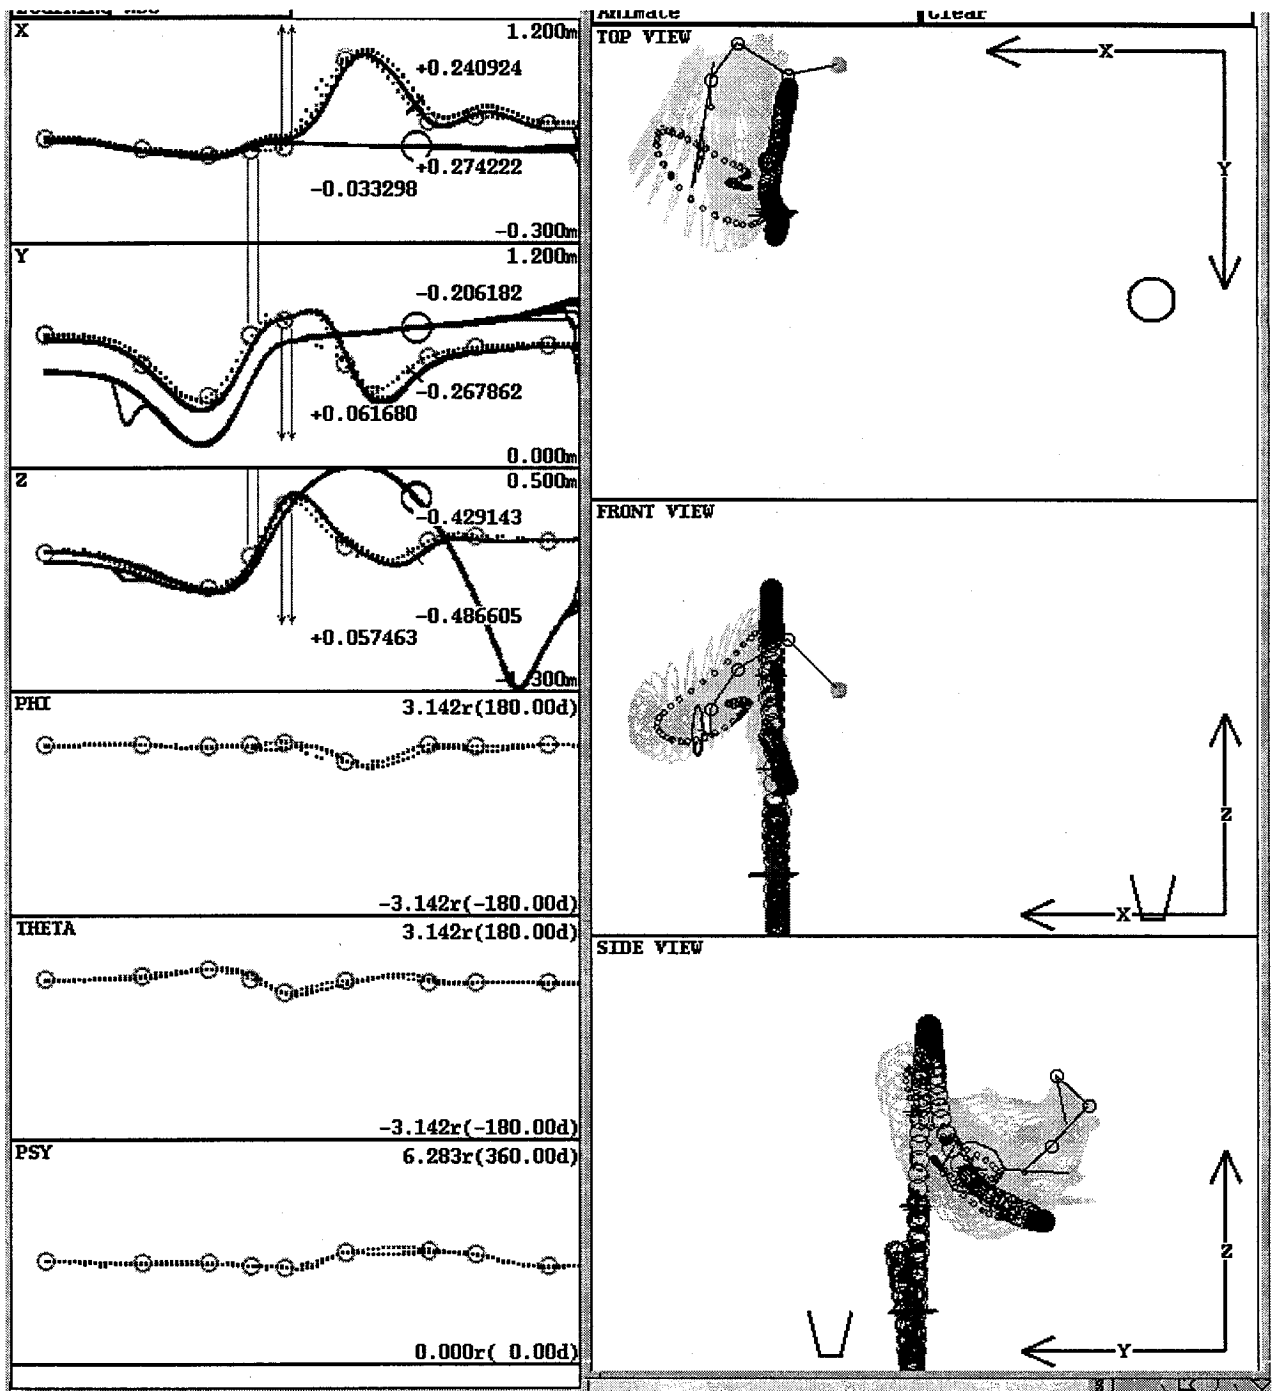 Animate
Clear
X
1.200m
+0.240924
+0.274222
-0.033298
-0.300m
Y
1.200m
-0.206182
-0.267862
+0.061680
0.000m
Z
0.500m
-0.429143
-0.486605
+0.057463
300m
PHI
3.142r(180.00d)
-3.142r(-180.00d)
THETA
3.142r(180.00d)
-3.142r(-180.00d)
PSY
6.283r(360.00d)
0.000r( 0.00d)
TOP VIEW
X
Y
FRONT VIEW
Z
X
SIDE VIEW
Z
Y